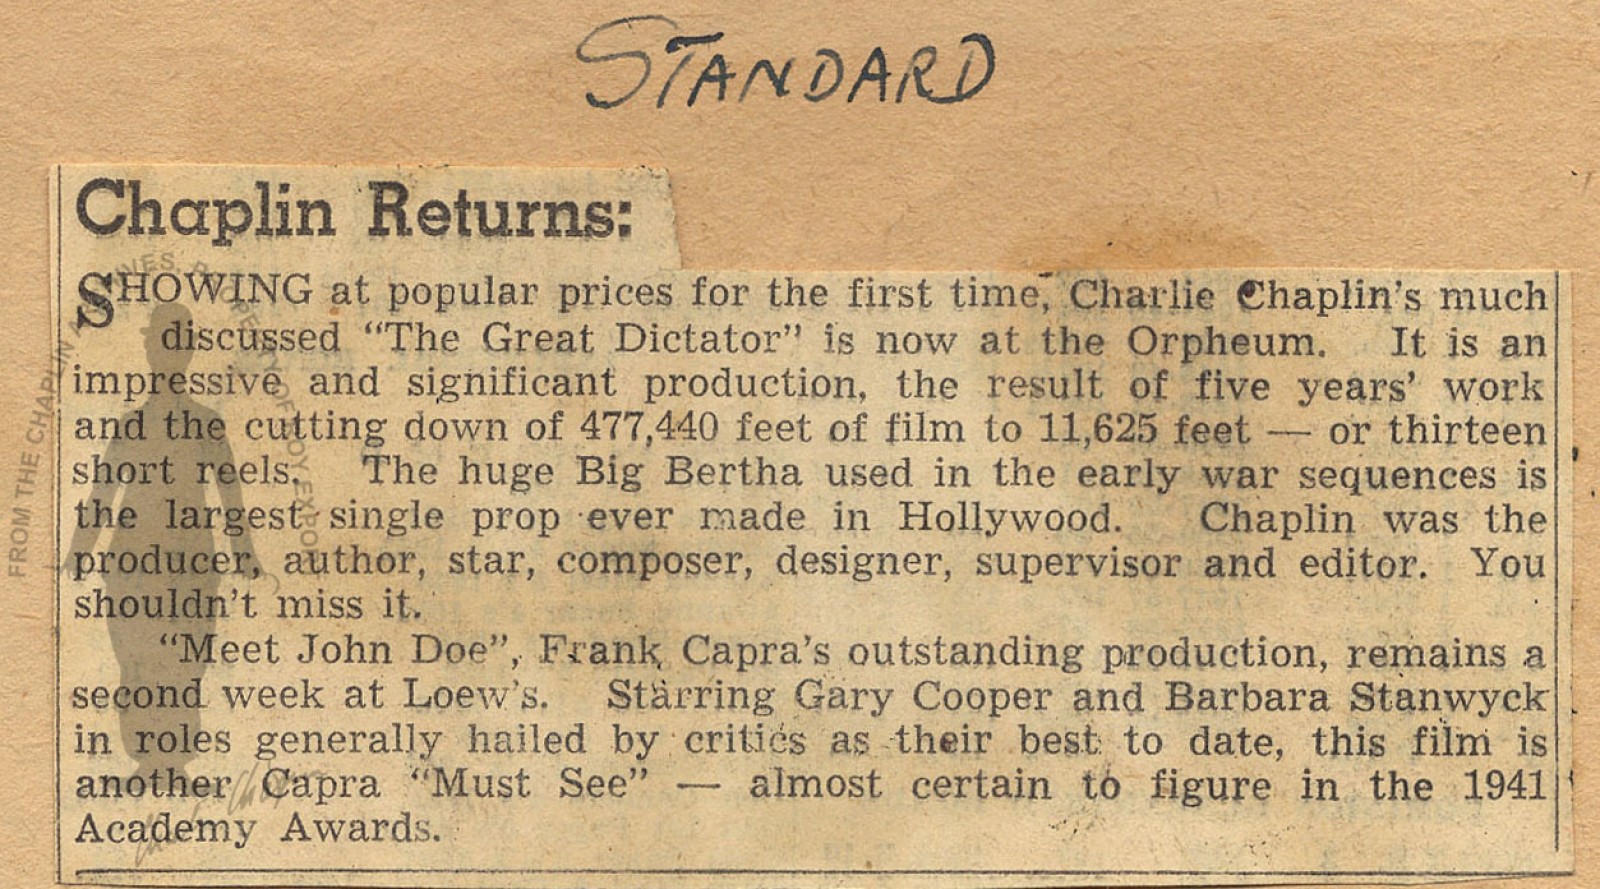 STANDARD
Chaplin Returns:
SHOWING at popular prices for the first time, Charlie Chaplin's much
discussed “The Great Dictator” is now at the Orpheum. It is an
impressive and significant production, the result of five years' work
and the cutting down of 477,440 feet of film to 11,625 feet — or thirteen
short reels. The huge Big Bertha used in the early war sequences is
the largest single prop ever made in Hollywood. Chaplin was the
producer, author, star, composer, designer, supervisor and editor. You
shouldn't miss it.
“Meet John Doe”, Frank Capra's outstanding production, remains a
second week at Loew's. Starring Gary Cooper and Barbara Stanwyck
in roles generally hailed by critics as their best to date, this film is
another Capra “Must See” — almost certain to figure in the 1941
Academy Awards.
FROM THE CHAPLIN ARCHIVES. PROPERTY OF ROY EXPORT